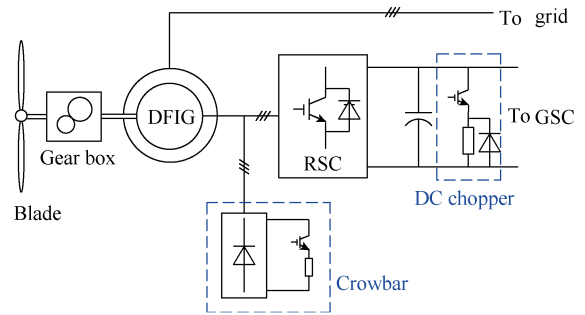 To grid
DFIG
To GSC
Gear box
RSC
DC chopper
Blade
Crowbar